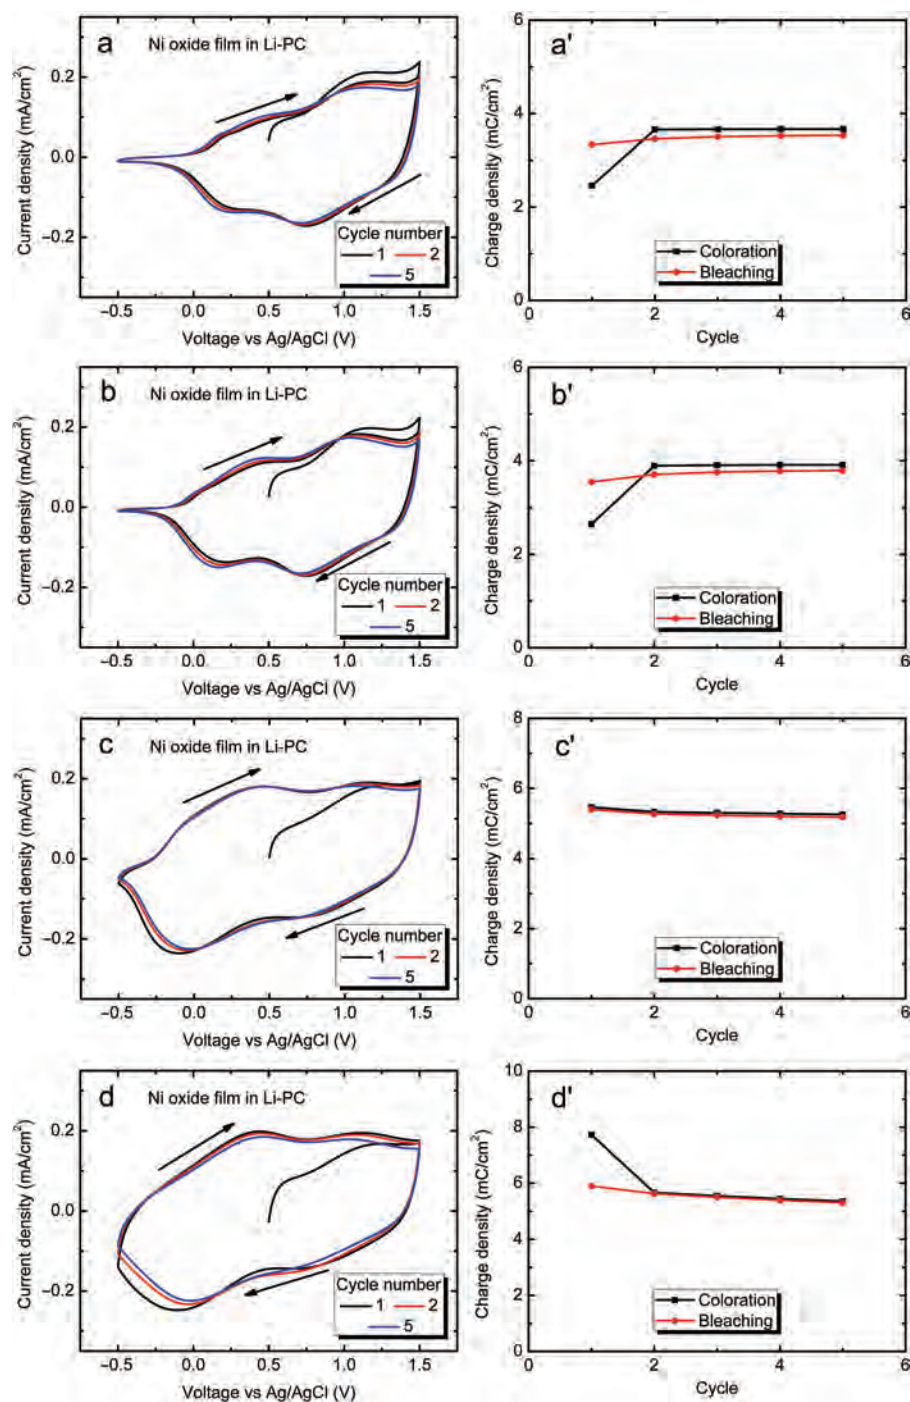 a
Ni oxide film in Li-PC
Current density (mA/cm²)
0.2
0.0
−0.2
Cycle number
1 2
5
−0.5 0.0 0.5 1.0 1.5
Voltage vs Ag/AgCl (V)
a'
Charge density (mC/cm²)
6
4
2
0
Coloration
Bleaching
0 2 4 6
Cycle
b
Ni oxide film in Li-PC
Current density (mA/cm²)
0.2
0.0
−0.2
Cycle number
1 2
5
−0.5 0.0 0.5 1.0 1.5
Voltage vs Ag/AgCl (V)
b'
Charge density (mC/cm²)
6
4
2
0
Coloration
Bleaching
0 2 4 6
Cycle
c
Ni oxide film in Li-PC
Current density (mA/cm²)
0.2
0.0
−0.2
Cycle number
1 2
5
−0.5 0.0 0.5 1.0 1.5
Voltage vs Ag/AgCl (V)
c'
Charge density (mC/cm²)
8
6
4
2
0
Coloration
Bleaching
0 2 4 6
Cycle
d
Ni oxide film in Li-PC
Current density (mA/cm²)
0.2
0.0
−0.2
Cycle number
1 2
5
−0.5 0.0 0.5 1.0 1.5
Voltage vs Ag/AgCl (V)
d'
Charge density (mC/cm²)
10
8
6
4
2
0
Coloration
Bleaching
0 2 4 6
Cycle